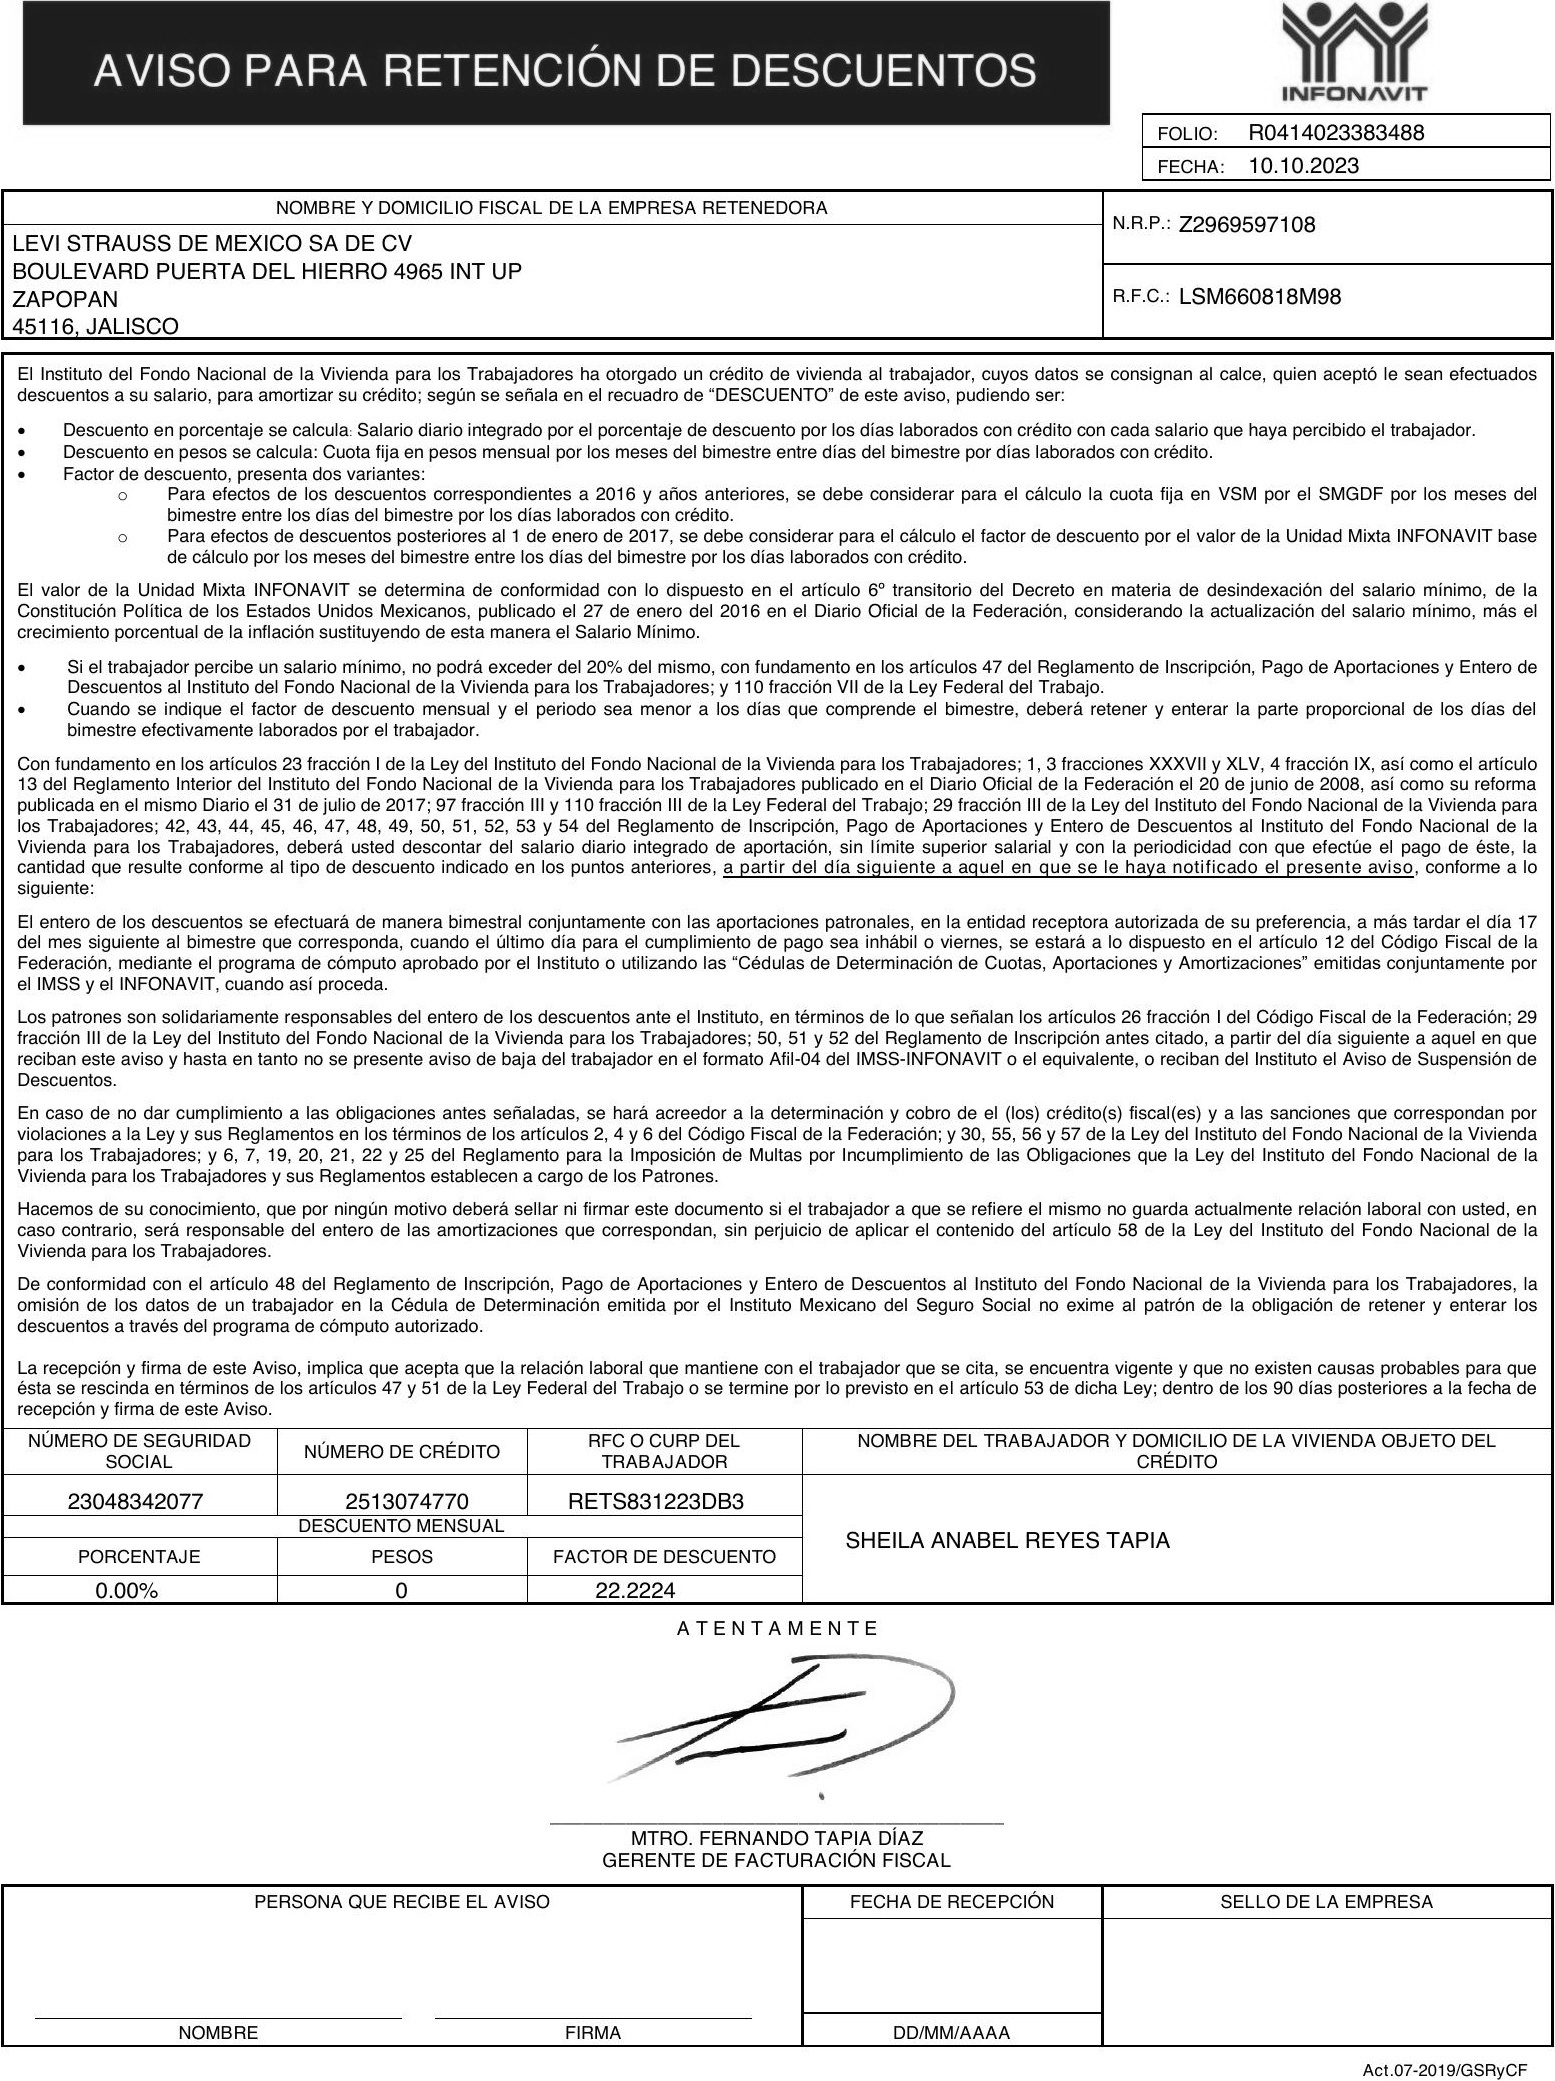 AVISO PARA RETENCIÓN DE DESCUENTOS
INFONAVIT
FOLIO: R0414023383488
FECHA: 10.10.2023
NOMBRE Y DOMICILIO FISCAL DE LA EMPRESA RETENEDORA
LEVI STRAUSS DE MEXICO SA DE CV
BOULEVARD PUERTA DEL HIERRO 4965 INT UP
ZAPOPAN
45116, JALISCO
N.R.P.: Z2969597108
R.F.C.: LSM660818M98
El Instituto del Fondo Nacional de la Vivienda para los Trabajadores ha otorgado un crédito de vivienda al trabajador, cuyos datos se consignan al calce, quien aceptó le sean efectuados
descuentos a su salario, para amortizar su crédito; según se señala en el recuadro de “DESCUENTO” de este aviso, pudiendo ser:
• Descuento en porcentaje se calcula: Salario diario integrado por el porcentaje de descuento por los días laborados con crédito con cada salario que haya percibido el trabajador.
• Descuento en pesos se calcula: Cuota fija en pesos mensual por los meses del bimestre entre días del bimestre por días laborados con crédito.
• Factor de descuento, presenta dos variantes:
o Para efectos de los descuentos correspondientes a 2016 y años anteriores, se debe considerar para el cálculo la cuota fija en VSM por el SMGDF por los meses del
bimestre entre los días del bimestre por los días laborados con crédito.
o Para efectos de descuentos posteriores al 1 de enero de 2017, se debe considerar para el cálculo el factor de descuento por el valor de la Unidad Mixta INFONAVIT base
de cálculo por los meses del bimestre entre los días del bimestre por los días laborados con crédito.
El valor de la Unidad Mixta INFONAVIT se determina de conformidad con lo dispuesto en el artículo 6º transitorio del Decreto en materia de desindexación del salario mínimo, de la
Constitución Política de los Estados Unidos Mexicanos, publicado el 27 de enero del 2016 en el Diario Oficial de la Federación, considerando la actualización del salario mínimo, más el
crecimiento porcentual de la inflación sustituyendo de esta manera el Salario Mínimo.
• Si el trabajador percibe un salario mínimo, no podrá exceder del 20% del mismo, con fundamento en los artículos 47 del Reglamento de Inscripción, Pago de Aportaciones y Entero de
Descuentos al Instituto del Fondo Nacional de la Vivienda para los Trabajadores; y 110 fracción VII de la Ley Federal del Trabajo.
• Cuando se indique el factor de descuento mensual y el periodo sea menor a los días que comprende el bimestre, deberá retener y enterar la parte proporcional de los días del
bimestre efectivamente laborados por el trabajador.
Con fundamento en los artículos 23 fracción I de la Ley del Instituto del Fondo Nacional de la Vivienda para los Trabajadores; 1, 3 fracciones XXXVII y XLV, 4 fracción IX, así como el artículo
13 del Reglamento Interior del Instituto del Fondo Nacional de la Vivienda para los Trabajadores publicado en el Diario Oficial de la Federación el 20 de junio de 2008, así como su reforma
publicada en el mismo Diario el 31 de julio de 2017; 97 fracción III y 110 fracción III de la Ley Federal del Trabajo; 29 fracción III de la Ley del Instituto del Fondo Nacional de la Vivienda para
los Trabajadores; 42, 43, 44, 45, 46, 47, 48, 49, 50, 51, 52, 53 y 54 del Reglamento de Inscripción, Pago de Aportaciones y Entero de Descuentos al Instituto del Fondo Nacional de la
Vivienda para los Trabajadores, deberá usted descontar del salario diario integrado de aportación, sin límite superior salarial y con la periodicidad con que efectúe el pago de éste, la
cantidad que resulte conforme al tipo de descuento indicado en los puntos anteriores, a partir del día siguiente a aquel en que se le haya notificado el presente aviso, conforme a lo
siguiente:
El entero de los descuentos se efectuará de manera bimestral conjuntamente con las aportaciones patronales, en la entidad receptora autorizada de su preferencia, a más tardar el día 17
del mes siguiente al bimestre que corresponda, cuando el último día para el cumplimiento de pago sea inhábil o viernes, se estará a lo dispuesto en el artículo 12 del Código Fiscal de la
Federación, mediante el programa de cómputo aprobado por el Instituto o utilizando las “Cédulas de Determinación de Cuotas, Aportaciones y Amortizaciones” emitidas conjuntamente por
el IMSS y el INFONAVIT, cuando así proceda.
Los patrones son solidariamente responsables del entero de los descuentos ante el Instituto, en términos de lo que señalan los artículos 26 fracción I del Código Fiscal de la Federación; 29
fracción III de la Ley del Instituto del Fondo Nacional de la Vivienda para los Trabajadores; 50, 51 y 52 del Reglamento de Inscripción antes citado, a partir del día siguiente a aquel en que
reciban este aviso y hasta en tanto no se presente aviso de baja del trabajador en el formato Afil-04 del IMSS-INFONAVIT o el equivalente, o reciban del Instituto el Aviso de Suspensión de
Descuentos.
En caso de no dar cumplimiento a las obligaciones antes señaladas, se hará acreedor a la determinación y cobro de el (los) crédito(s) fiscal(es) y a las sanciones que correspondan por
violaciones a la Ley y sus Reglamentos en los términos de los artículos 2, 4 y 6 del Código Fiscal de la Federación; y 30, 55, 56 y 57 de la Ley del Instituto del Fondo Nacional de la Vivienda
para los Trabajadores; y 6, 7, 19, 20, 21, 22 y 25 del Reglamento para la Imposición de Multas por Incumplimiento de las Obligaciones que la Ley del Instituto del Fondo Nacional de la
Vivienda para los Trabajadores y sus Reglamentos establecen a cargo de los Patrones.
Hacemos de su conocimiento, que por ningún motivo deberá sellar ni firmar este documento si el trabajador a que se refiere el mismo no guarda actualmente relación laboral con usted, en
caso contrario, será responsable del entero de las amortizaciones que correspondan, sin perjuicio de aplicar el contenido del artículo 58 de la Ley del Instituto del Fondo Nacional de la
Vivienda para los Trabajadores.
De conformidad con el artículo 48 del Reglamento de Inscripción, Pago de Aportaciones y Entero de Descuentos al Instituto del Fondo Nacional de la Vivienda para los Trabajadores, la
omisión de los datos de un trabajador en la Cédula de Determinación emitida por el Instituto Mexicano del Seguro Social no exime al patrón de la obligación de retener y enterar los
descuentos a través del programa de cómputo autorizado.
La recepción y firma de este Aviso, implica que acepta que la relación laboral que mantiene con el trabajador que se cita, se encuentra vigente y que no existen causas probables para que
ésta se rescinda en términos de los artículos 47 y 51 de la Ley Federal del Trabajo o se termine por lo previsto en el artículo 53 de dicha Ley; dentro de los 90 días posteriores a la fecha de
recepción y firma de este Aviso.
NÚMERO DE SEGURIDAD
SOCIAL
NÚMERO DE CRÉDITO
RFC O CURP DEL
TRABAJADOR
NOMBRE DEL TRABAJADOR Y DOMICILIO DE LA VIVIENDA OBJETO DEL
CRÉDITO
23048342077
2513074770
RETS831223DB3
DESCUENTO MENSUAL
SHEILA ANABEL REYES TAPIA
PORCENTAJE
PESOS
FACTOR DE DESCUENTO
0.00%
0
22.2224
A T E N T A M E N T E
MTRO. FERNANDO TAPIA DÍAZ
GERENTE DE FACTURACIÓN FISCAL
PERSONA QUE RECIBE EL AVISO
FECHA DE RECEPCIÓN
SELLO DE LA EMPRESA
NOMBRE
FIRMA
DD/MM/AAAA
Act.07-2019/GSRyCF